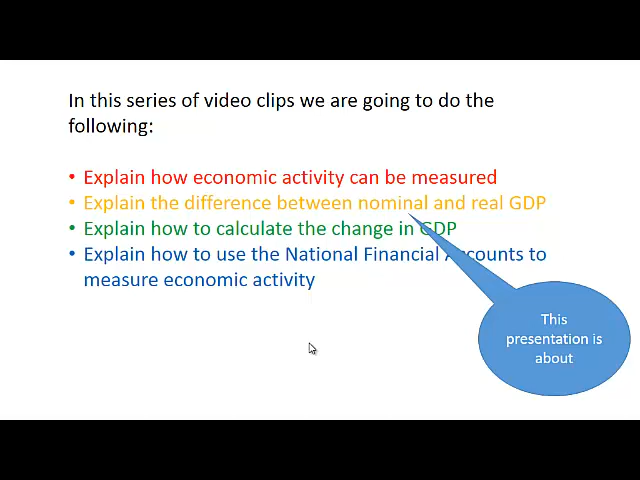 In this series of video clips we are going to do the
following:
• Explain how economic activity can be measured
• Explain the difference between nominal and real GDP
• Explain how to calculate the change in GDP
• Explain how to use the National Financial Accounts to
measure economic activity
This
presentation is
about